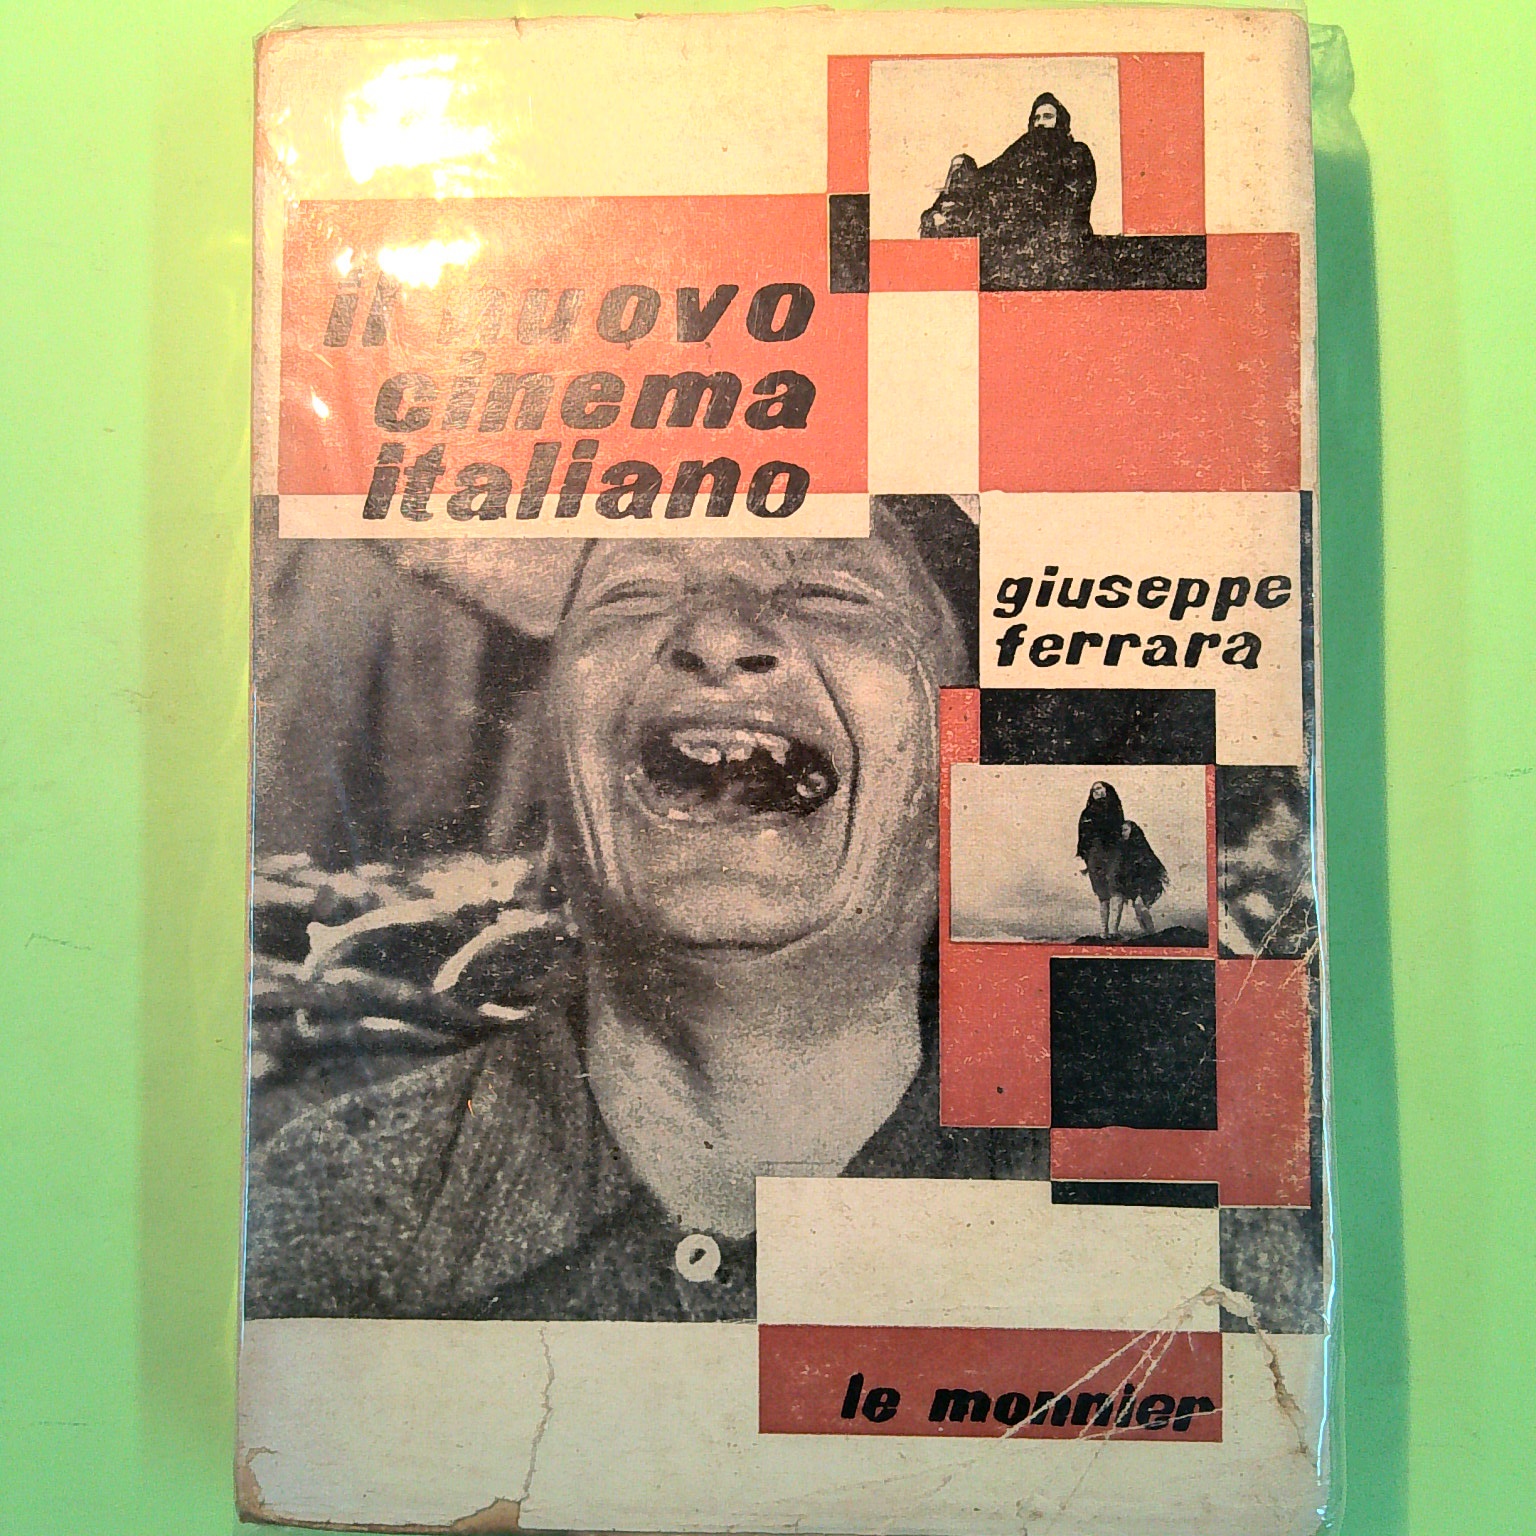 il nuovo
cinema
italiano
giuseppe
ferrara
le monnier